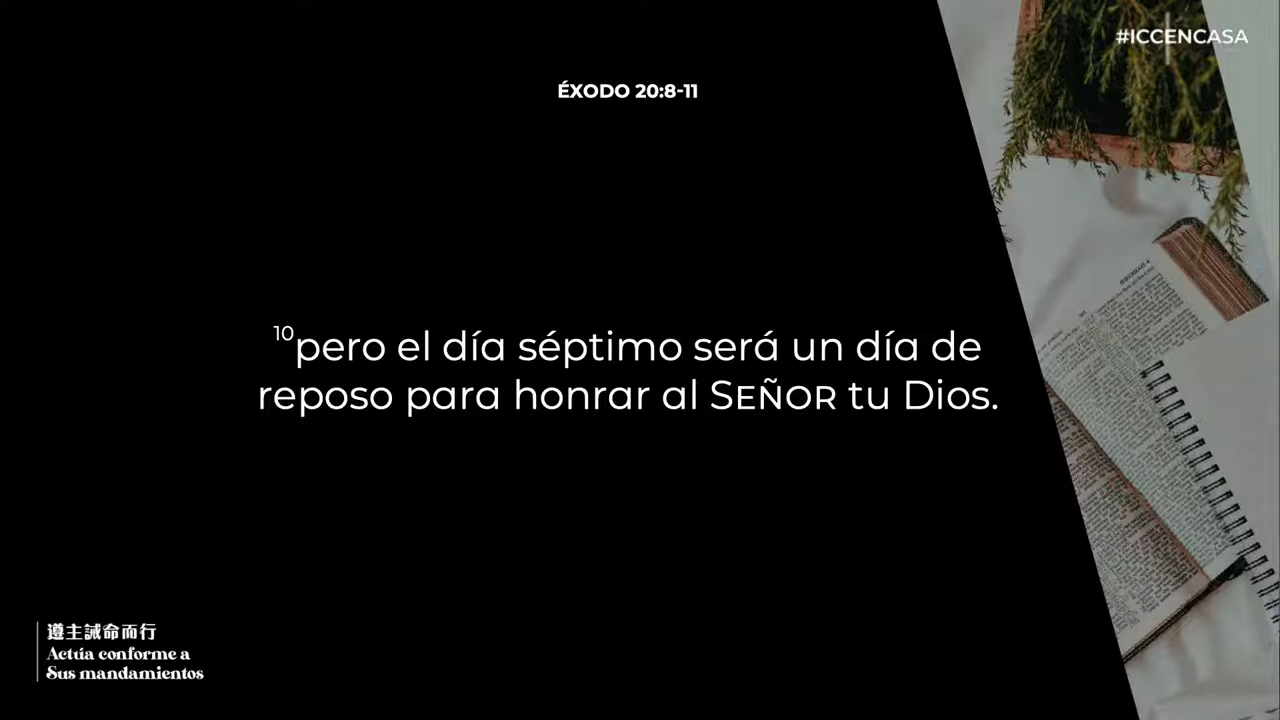 #ICCENCASA
ÉXODO 20:8-11
10pero el día séptimo será un día de
reposo para honrar al SEÑOR tu Dios.
遵主誡命而行
Actúa conforme a
Sus mandamientos